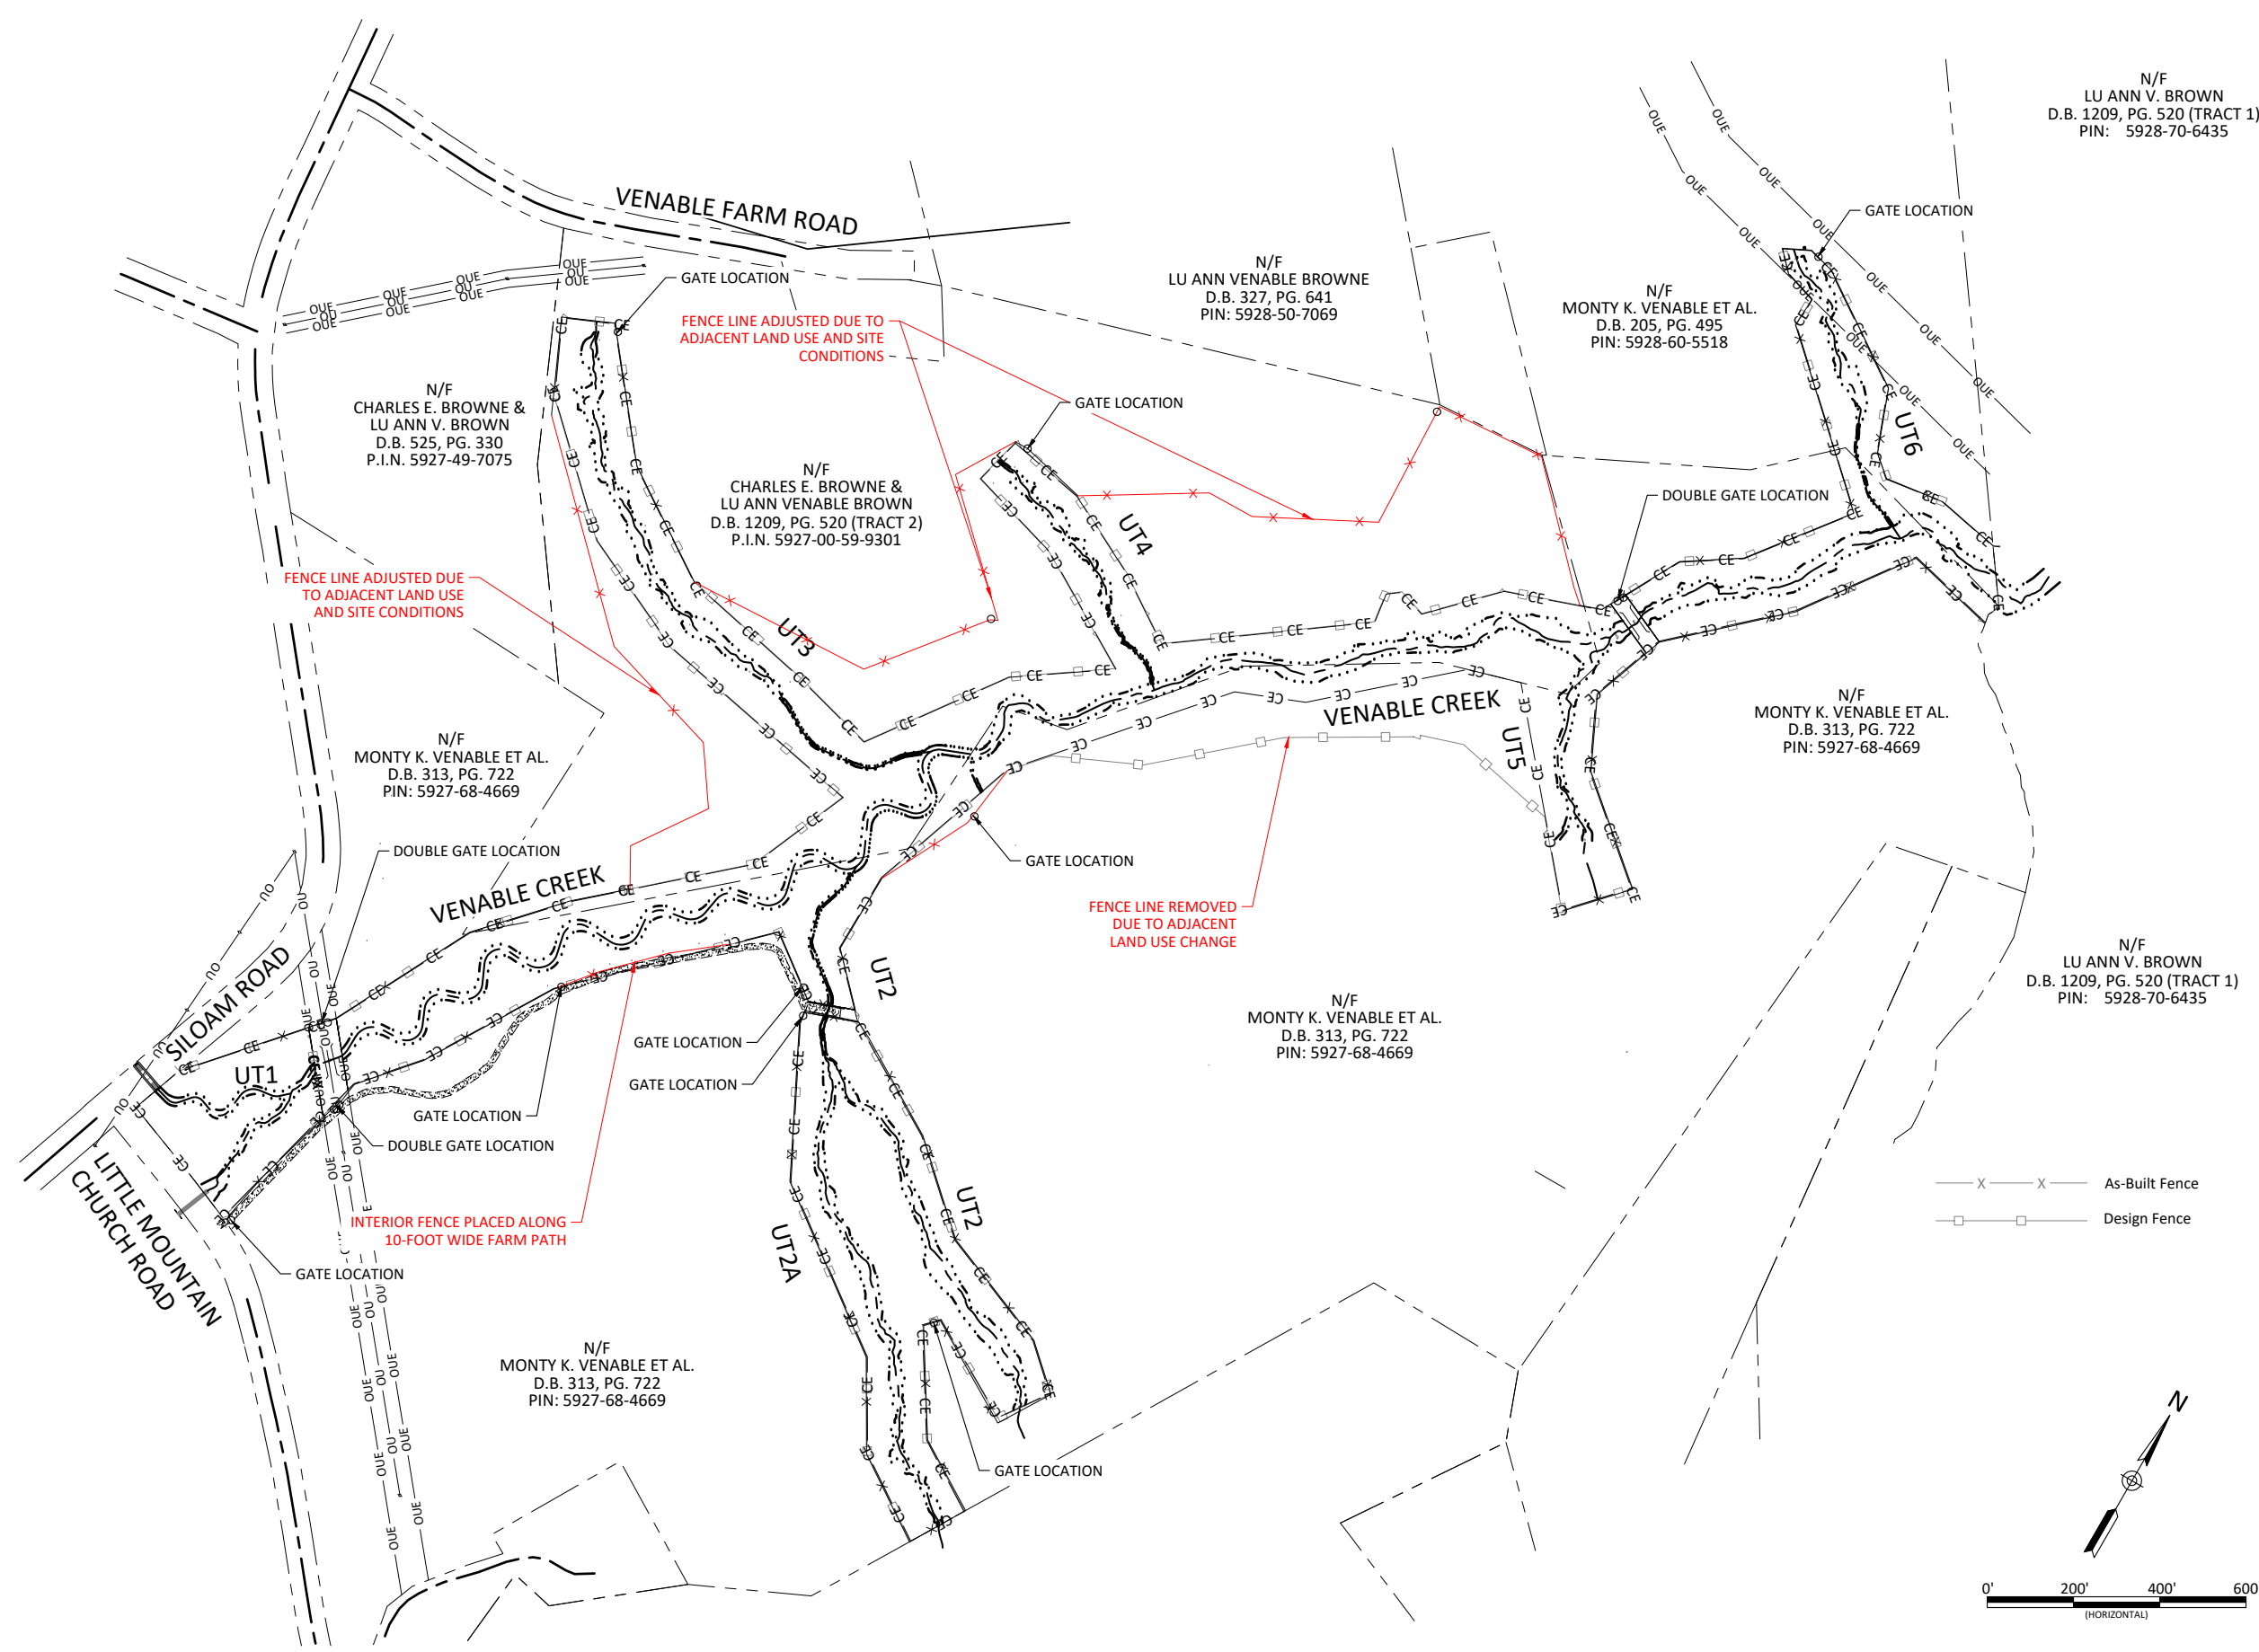 N/F
LU ANN V. BROWN
D.B. 1209, PG. 520 (TRACT 1)
PIN: 5928-70-6435
VENABLE FARM ROAD
GATE LOCATION
GATE LOCATION
FENCE LINE ADJUSTED DUE TO
ADJACENT LAND USE AND SITE
CONDITIONS
N/F
LU ANN VENABLE BROWNE
D.B. 327, PG. 641
PIN: 5928-50-7069
N/F
MONTY K. VENABLE ET AL.
D.B. 205, PG. 495
PIN: 5928-60-5518
N/F
CHARLES E. BROWNE &
LU ANN V. BROWN
D.B. 525, PG. 330
P.I.N. 5927-49-7075
GATE LOCATION
UT6
N/F
CHARLES E. BROWNE &
LU ANN VENABLE BROWN
D.B. 1209, PG. 520 (TRACT 2)
P.I.N. 5927-00-59-9301
DOUBLE GATE LOCATION
UT4
FENCE LINE ADJUSTED DUE
TO ADJACENT LAND USE
AND SITE CONDITIONS
UT3
N/F
MONTY K. VENABLE ET AL.
D.B. 313, PG. 722
PIN: 5927-68-4669
VENABLE CREEK
N/F
MONTY K. VENABLE ET AL.
D.B. 313, PG. 722
PIN: 5927-68-4669
UT5
DOUBLE GATE LOCATION
GATE LOCATION
VENABLE CREEK
FENCE LINE REMOVED
DUE TO ADJACENT
LAND USE CHANGE
N/F
LU ANN V. BROWN
D.B. 1209, PG. 520 (TRACT 1)
PIN: 5928-70-6435
SILOAM ROAD
UT2
N/F
MONTY K. VENABLE ET AL.
D.B. 313, PG. 722
PIN: 5927-68-4669
UT1
GATE LOCATION
GATE LOCATION
GATE LOCATION
DOUBLE GATE LOCATION
LITTLE MOUNTAIN
CHURCH ROAD
INTERIOR FENCE PLACED ALONG
10-FOOT WIDE FARM PATH
UT2
UT2A
GATE LOCATION
As-Built Fence
Design Fence
N/F
MONTY K. VENABLE ET AL.
D.B. 313, PG. 722
PIN: 5927-68-4669
GATE LOCATION
N
0' 200' 400' 600
(HORIZONTAL)